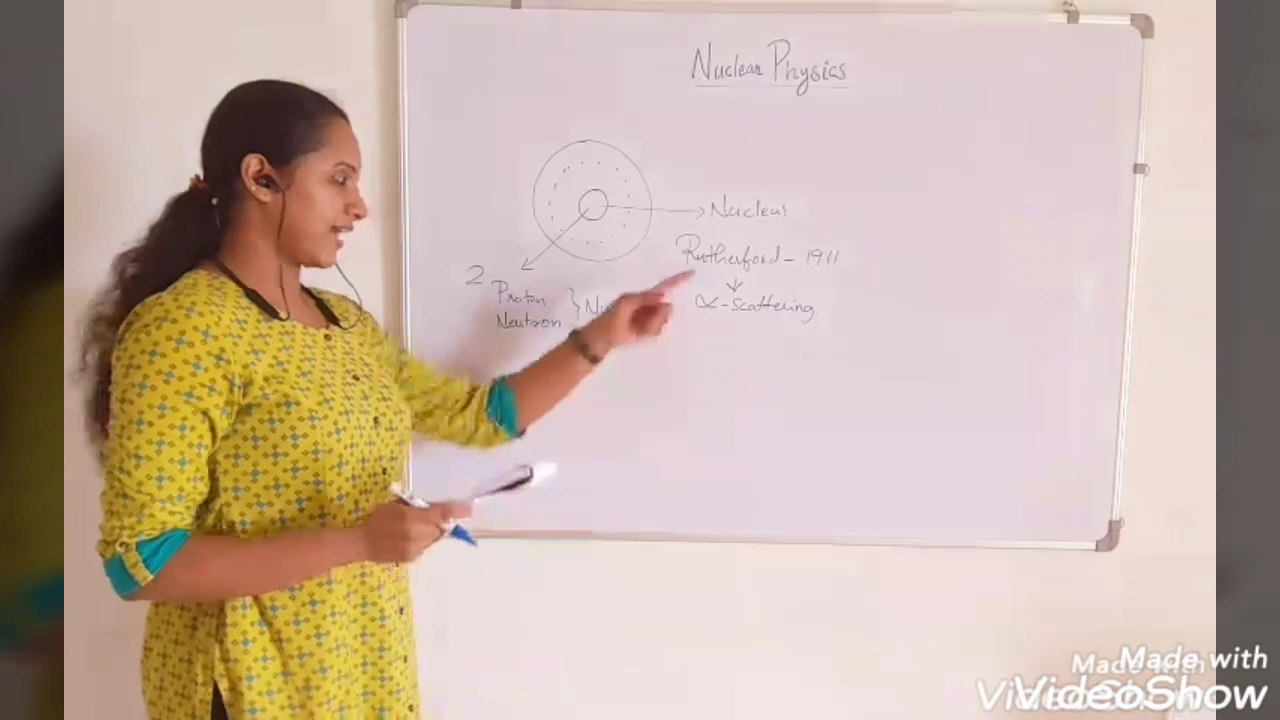 Nuclear Physics
Nucleus
Rutherford - 1911
2
Proton
Neutron
α-scattering
Made with
VideoShow